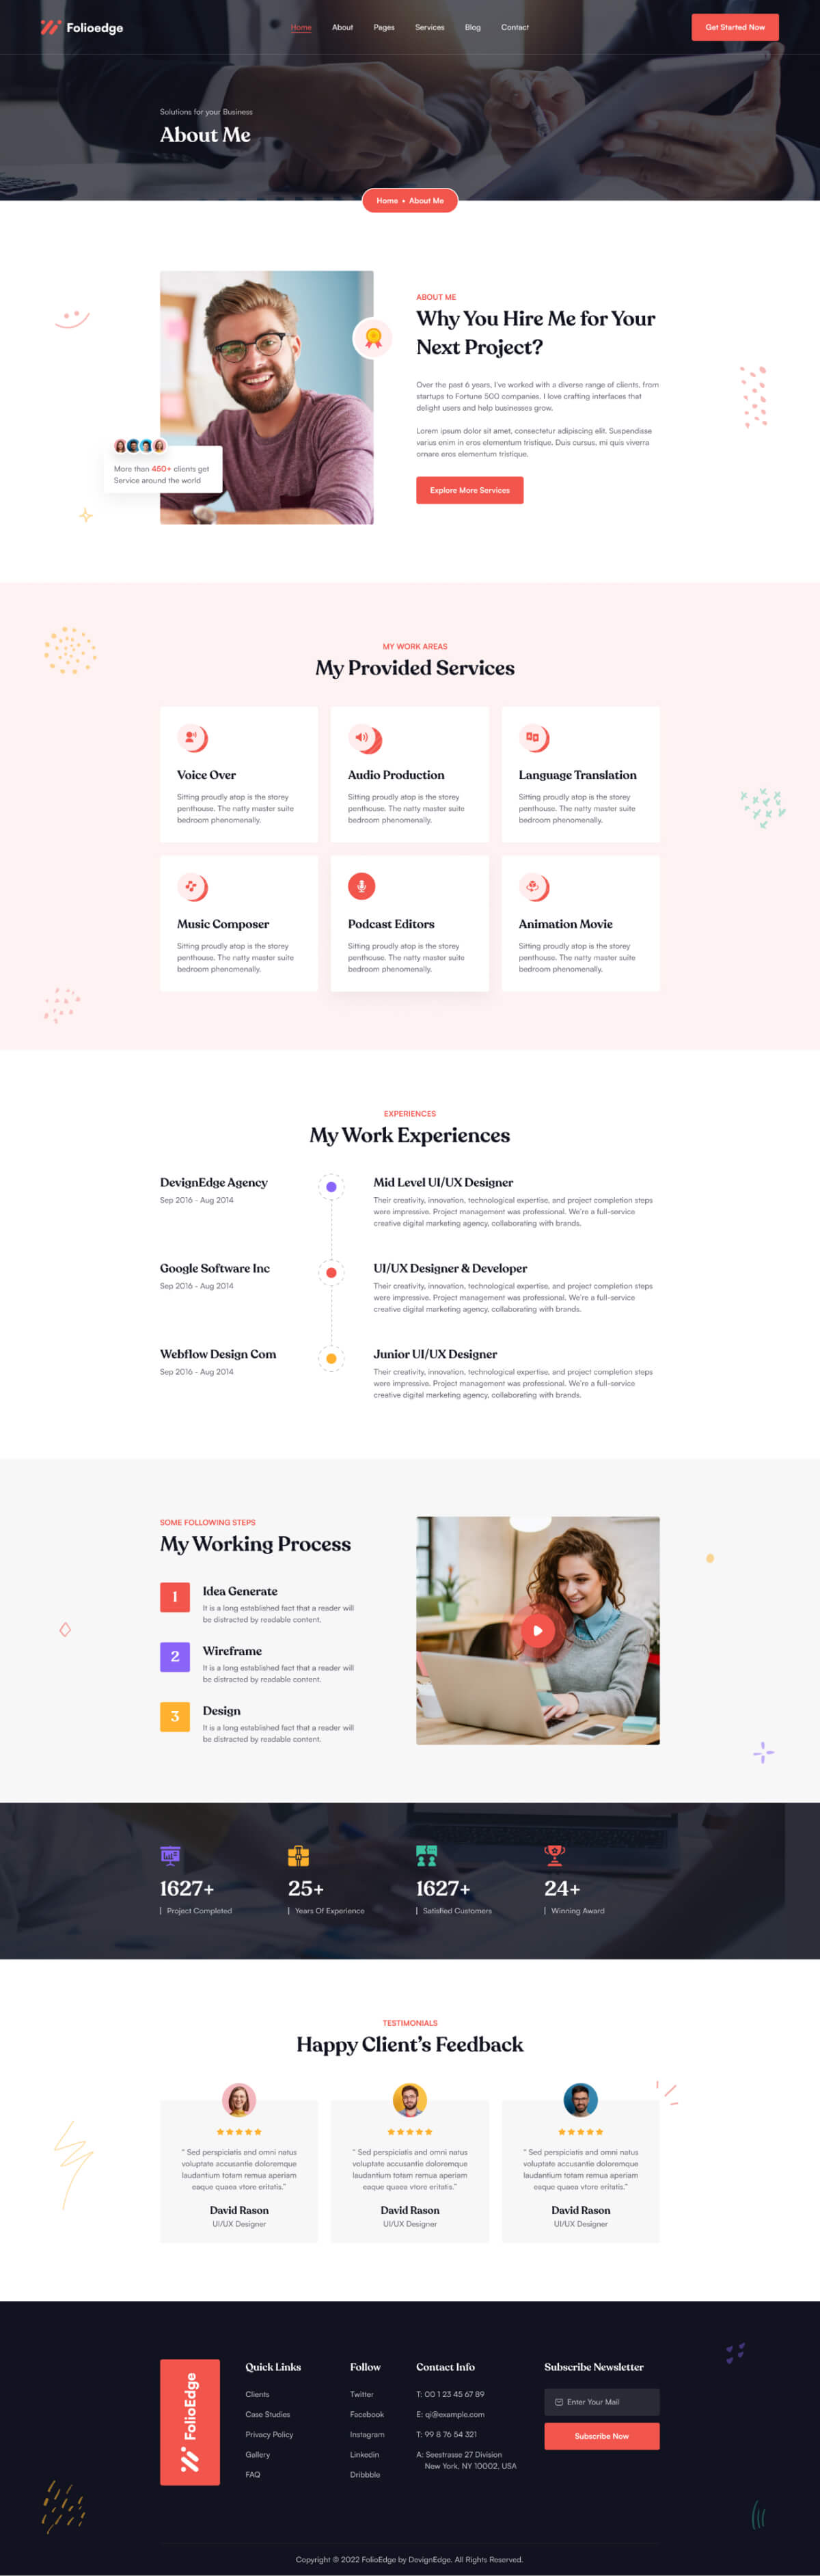 Folioedge
Home About Pages Services Blog Contact
Get Started Now
Solutions for your Business
About Me
Home • About Me
ABOUT ME
Why You Hire Me for Your
Next Project?
Over the past 6 years, I've worked with a diverse range of clients, from
startups to Fortune 500 companies. I love crafting interfaces that
delight users and help businesses grow.
Lorem ipsum dolor sit amet, consectetur adipiscing elit. Suspendisse
varius enim in eros elementum tristique. Duis cursus, mi quis viverra
ornare eros elementum tristique.
Explore More Services
More than 450+ clients get
Service around the world
MY WORK AREAS
My Provided Services
Voice Over
Sitting proudly atop is the storey
penthouse. The natty master suite
bedroom phenomenally.
Audio Production
Sitting proudly atop is the storey
penthouse. The natty master suite
bedroom phenomenally.
Language Translation
Sitting proudly atop is the storey
penthouse. The natty master suite
bedroom phenomenally.
Music Composer
Sitting proudly atop is the storey
penthouse. The natty master suite
bedroom phenomenally.
Podcast Editors
Sitting proudly atop is the storey
penthouse. The natty master suite
bedroom phenomenally.
Animation Movie
Sitting proudly atop is the storey
penthouse. The natty master suite
bedroom phenomenally.
EXPERIENCES
My Work Experiences
DevignEdge Agency
Sep 2016 - Aug 2014
Mid Level UI/UX Designer
Their creativity, innovation, technological expertise, and project completion steps
were impressive. Project management was professional. We're a full-service
creative digital marketing agency, collaborating with brands.
Google Software Inc
Sep 2016 - Aug 2014
UI/UX Designer & Developer
Their creativity, innovation, technological expertise, and project completion steps
were impressive. Project management was professional. We're a full-service
creative digital marketing agency, collaborating with brands.
Webflow Design Com
Sep 2016 - Aug 2014
Junior UI/UX Designer
Their creativity, innovation, technological expertise, and project completion steps
were impressive. Project management was professional. We're a full-service
creative digital marketing agency, collaborating with brands.
SOME FOLLOWING STEPS
My Working Process
1
Idea Generate
It is a long established fact that a reader will
be distracted by readable content.
2
Wireframe
It is a long established fact that a reader will
be distracted by readable content.
3
Design
It is a long established fact that a reader will
be distracted by readable content.
1627+
Project Completed
25+
Years Of Experience
1627+
Satisfied Customers
24+
Winning Award
TESTIMONIALS
Happy Client's Feedback
" Sed perspiciatis and omni natus
voluptate accusantie doloremque
laudantium totam remua aperiam
eaque quaea vtore eritatis."
David Rason
UI/UX Designer
" Sed perspiciatis and omni natus
voluptate accusantie doloremque
laudantium totam remua aperiam
eaque quaea vtore eritatis."
David Rason
UI/UX Designer
" Sed perspiciatis and omni natus
voluptate accusantie doloremque
laudantium totam remua aperiam
eaque quaea vtore eritatis."
David Rason
UI/UX Designer
FolioEdge
Quick Links
Clients
Case Studies
Privacy Policy
Gallery
FAQ
Follow
Twitter
Facebook
Instagram
Linkedin
Dribbble
Contact Info
T: 00 1 23 45 67 89
E: qi@example.com
T: 99 8 76 54 321
A: Seestrasse 27 Division
New York, NY 10002, USA
Subscribe Newsletter
Enter Your Mail
Subscribe Now
Copyright © 2022 FolioEdge by DevignEdge. All Rights Reserved.